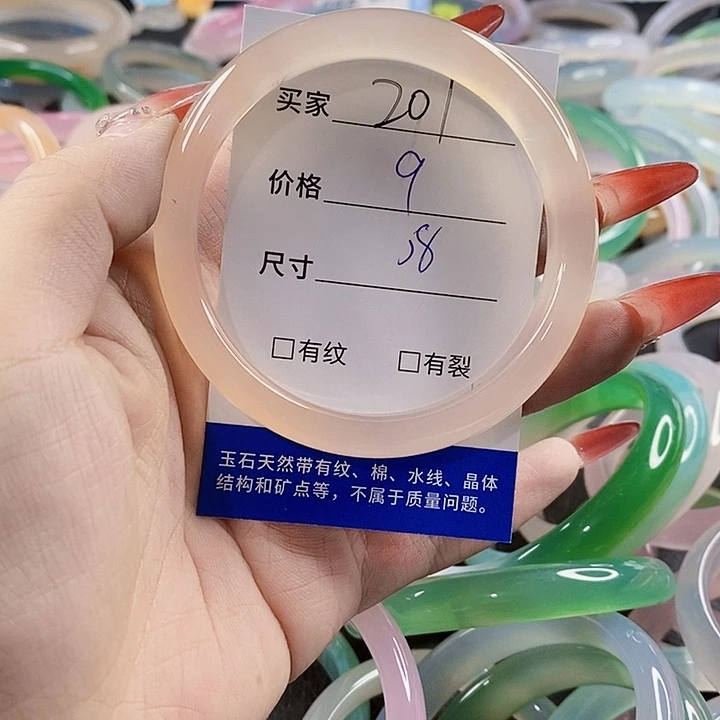 买家 201
价格 9
尺寸 58
□有纹 □有裂
玉石天然带有纹、棉、水线、晶体
结构和矿点等，不属于质量问题。